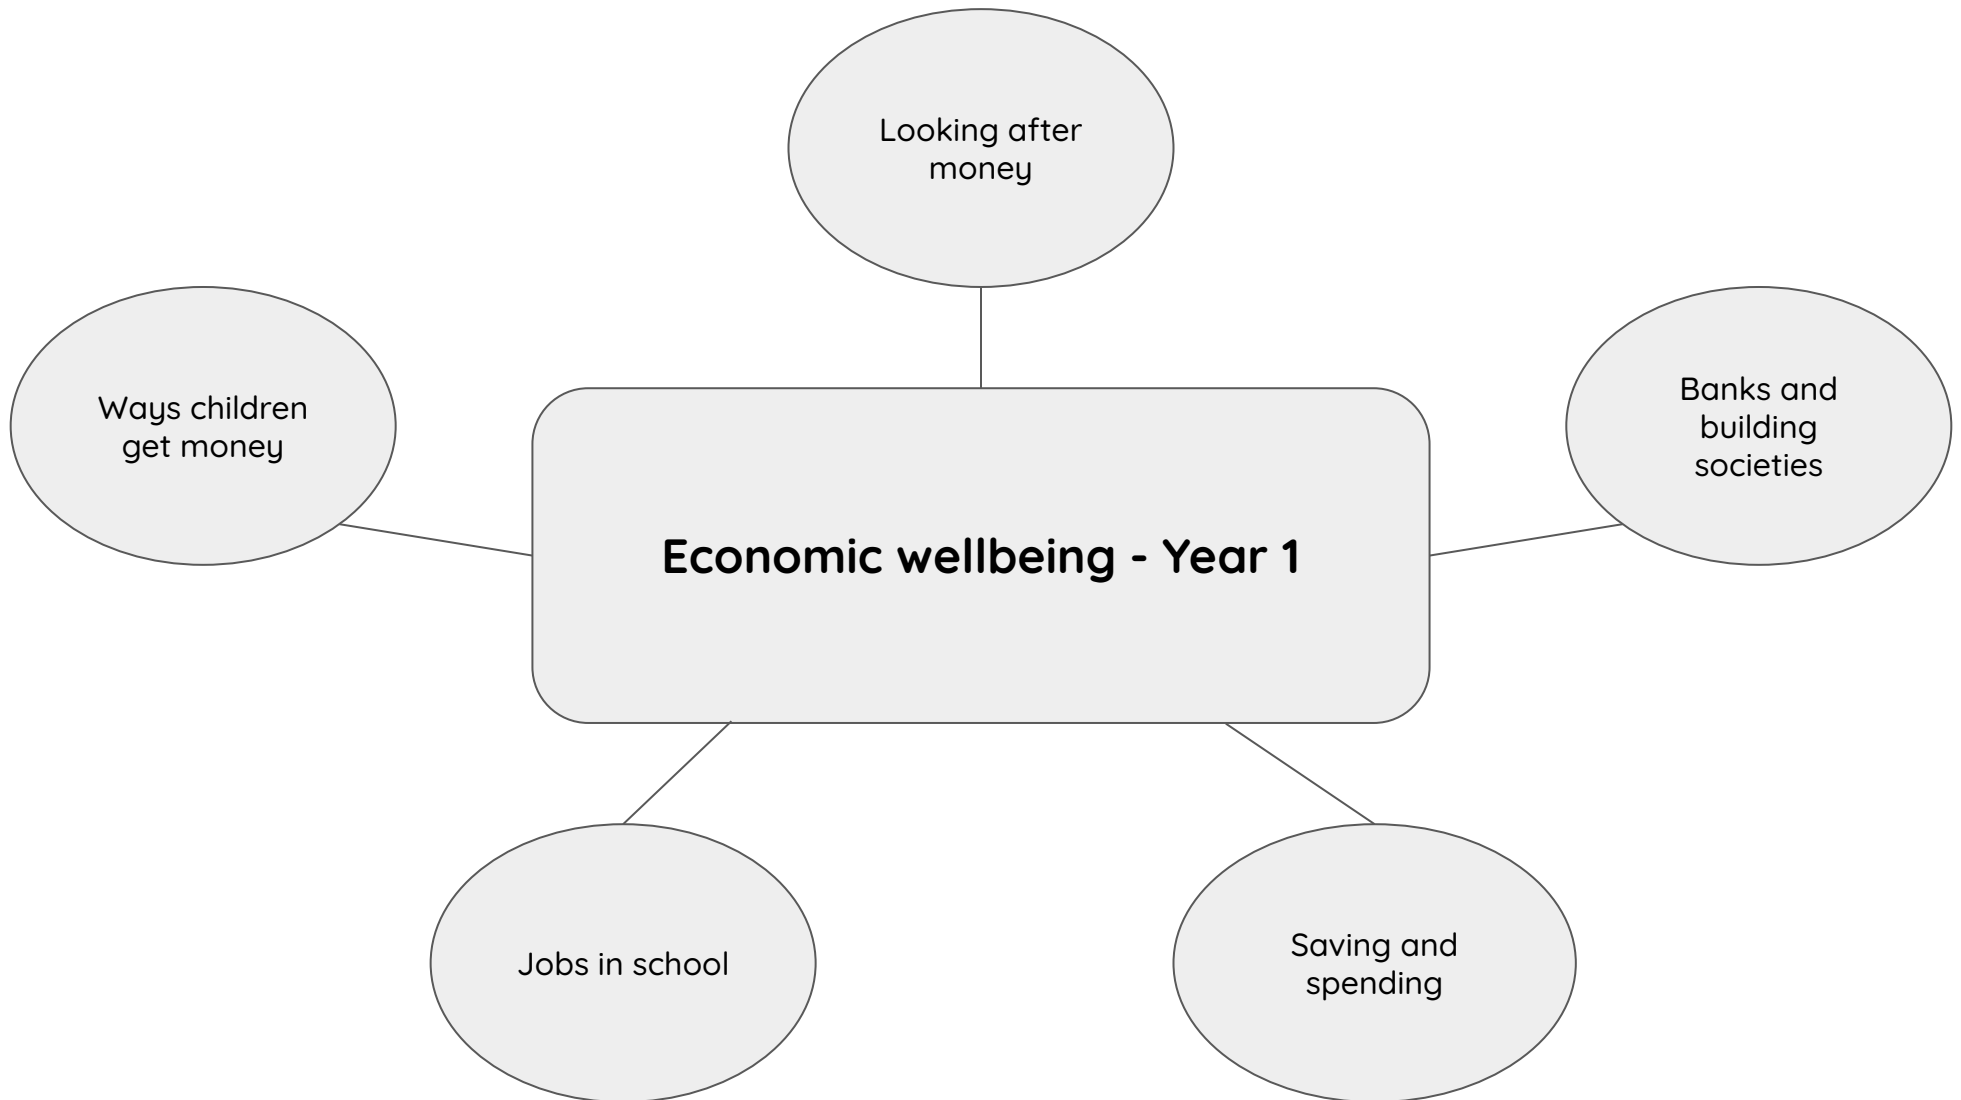 Looking after
money
Ways children
get money
Banks and
building
societies
Economic wellbeing - Year 1
Jobs in school
Saving and
spending